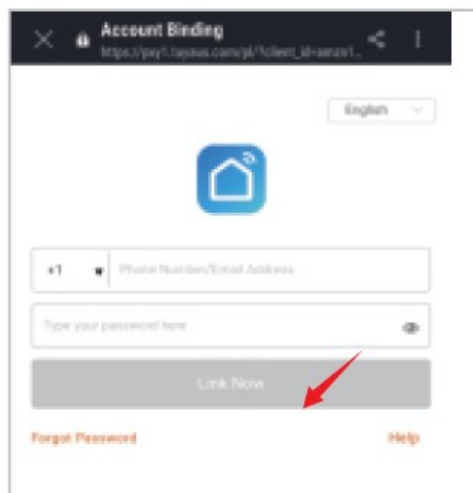 Account Binding
English
+1
Phone Number/Email Address
Type your password here
Link Now
Forgot Password
Help